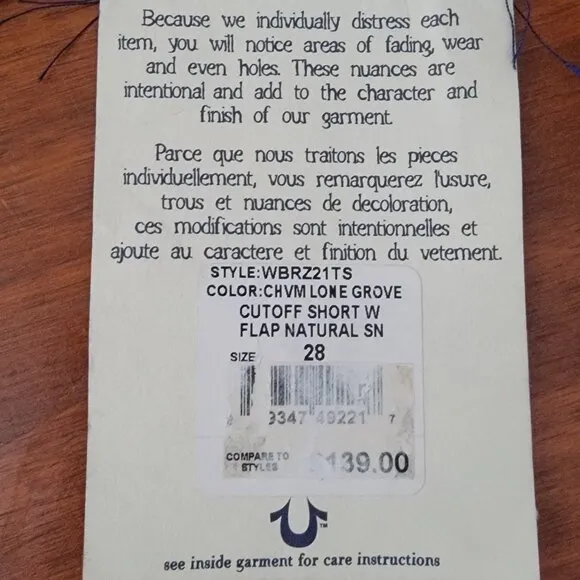 Because we individually distress each
item, you will notice areas of fading, wear
and even holes. These nuances are
intentional and add to the character and
finish of our garment.
Parce que nous traitons les pieces
individuellement, vous remarquerez l'usure,
trous et nuances de decoloration,
ces modifications sont intentionnelles et
ajoute au caractere et finition du vetement.
STYLE:WBRZ21TS
COLOR:CHVM LONE GROVE
CUTOFF SHORT W
FLAP NATURAL SN
SIZE 28
9347 49221 7
COMPARE TO
STYLES
$139.00
TM
see inside garment for care instructions